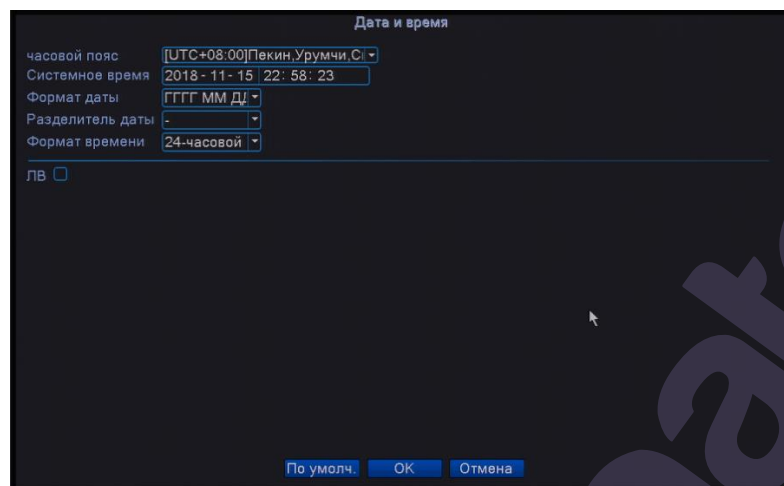 Дата и время
часовой пояс [UTC+08:00]Пекин,Урумчи,С
Системное время 2018 - 11 - 15 22: 58: 23
Формат даты ГГГГ ММ Д
Разделитель даты -
Формат времени 24-часовой
ЛВ
По умолч. OK Отмена